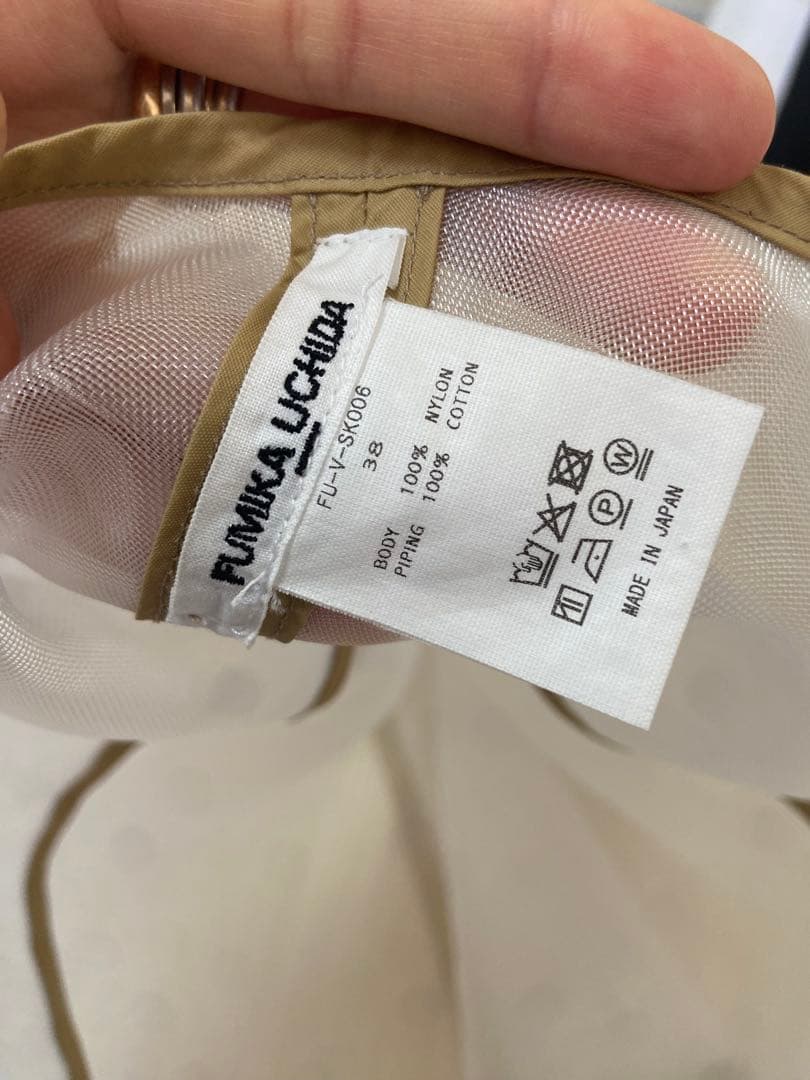 FUMIKA_UCHIDA
FU-V-SK006
38
BODY 100% NYLON
PIPING 100% COTTON
P W
MADE IN JAPAN